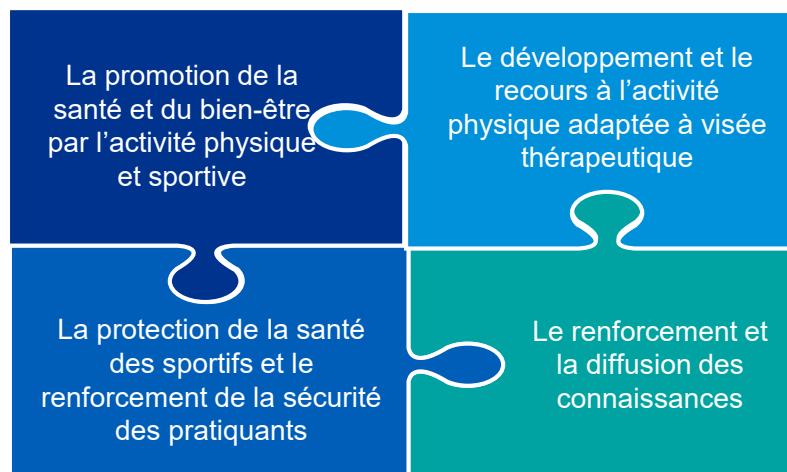 La promotion de la
santé et du bien-être
par l’activité physique
et sportive
Le développement et le
recours à l’activité
physique adaptée à visée
thérapeutique
La protection de la santé
des sportifs et le
renforcement de la sécurité
des pratiquants
Le renforcement et
la diffusion des
connaissances